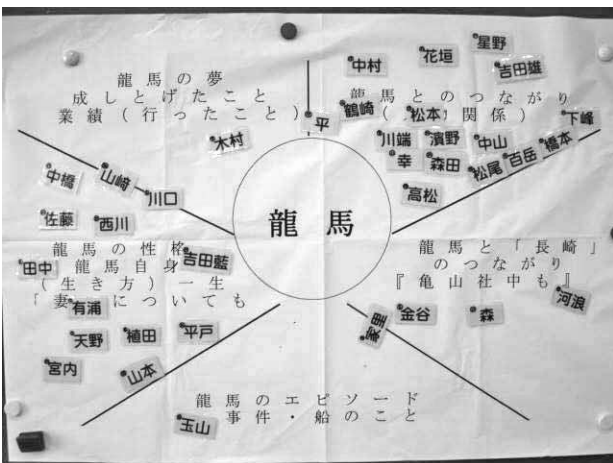 龍馬の夢
成しとげたこと
業績（行ったこと）
木村
平
中村
花垣
星野
吉田雄
龍馬とのつながり
鶴崎
松本
関係）
下峰
川端
濱野
中山
橋本
幸
森田
松尾
百岳
高松
龍馬
中橋
山崎
川口
佐藤
西川
龍馬の性格
吉田藍
田中
龍馬自身
（生き方）一生
「妻」についても
有浦
天野
植田
平戸
宮内
山本
龍馬と「長崎」
のつながり
『亀山社中も』
河浪
家里
金谷
森
龍馬のエピソード
事件・船のこと
玉山